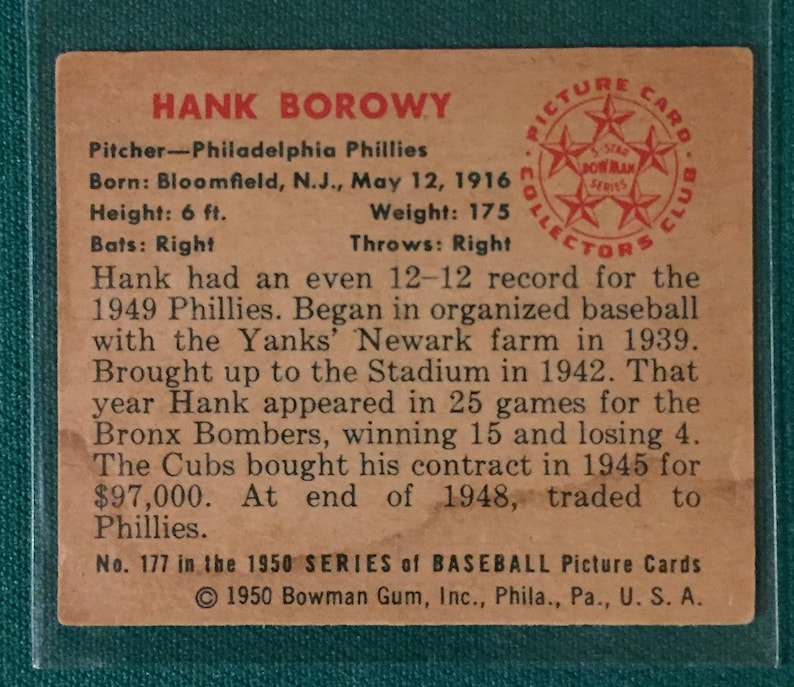 HANK BOROWY
Pitcher—Philadelphia Phillies
Born: Bloomfield, N.J., May 12, 1916
Height: 6 ft. Weight: 175
Bats: Right Throws: Right
PICTURE CARD
COLLECTORS CLUB
5-STAR
BOWMAN
SERIES
Hank had an even 12-12 record for the
1949 Phillies. Began in organized baseball
with the Yanks' Newark farm in 1939.
Brought up to the Stadium in 1942. That
year Hank appeared in 25 games for the
Bronx Bombers, winning 15 and losing 4.
The Cubs bought his contract in 1945 for
$97,000. At end of 1948, traded to
Phillies.
No. 177 in the 1950 SERIES of BASEBALL Picture Cards
© 1950 Bowman Gum, Inc., Phila., Pa., U. S. A.